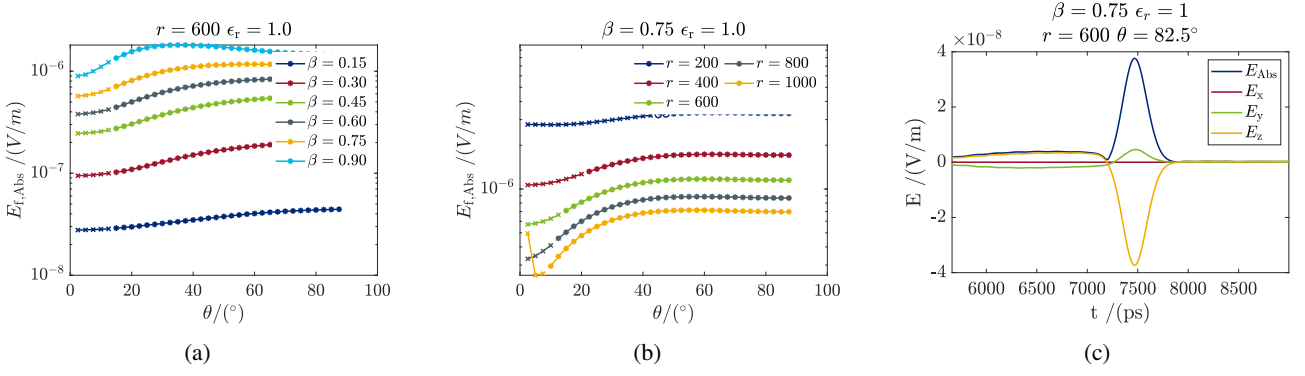 r = 600 ϵr = 1.0
E_f,Abs /(V/m)
10^-6
10^-7
10^-8
β = 0.15
β = 0.30
β = 0.45
β = 0.60
β = 0.75
β = 0.90
0 20 40 60 80 100
θ/(°)
(a)
β = 0.75 ϵr = 1.0
E_f,Abs /(V/m)
10^-6
r = 200
r = 400
r = 600
r = 800
r = 1000
0 20 40 60 80 100
θ/(°)
(b)
β = 0.75 ϵr = 1
r = 600 θ = 82.5°
×10^-8
E /(V/m)
4
2
0
-2
-4
E_Abs
E_x
E_y
E_z
6000 6500 7000 7500 8000 8500
t /(ps)
(c)